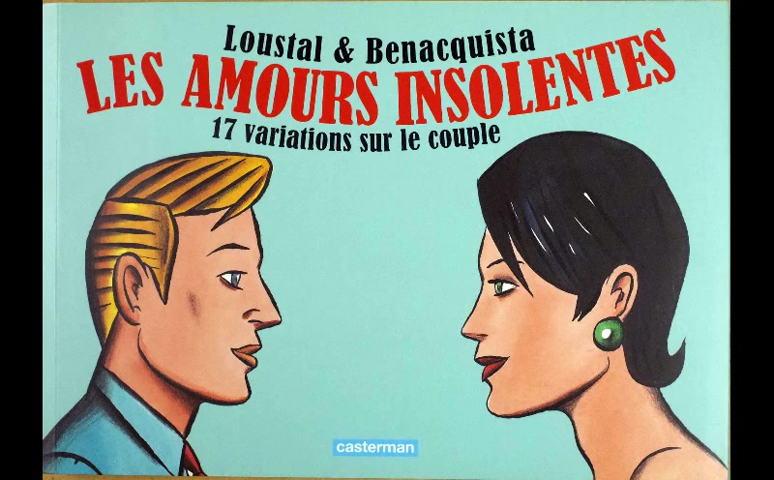 Loustal & Benacquista
LES AMOURS INSOLENTES
17 variations sur le couple
casterman